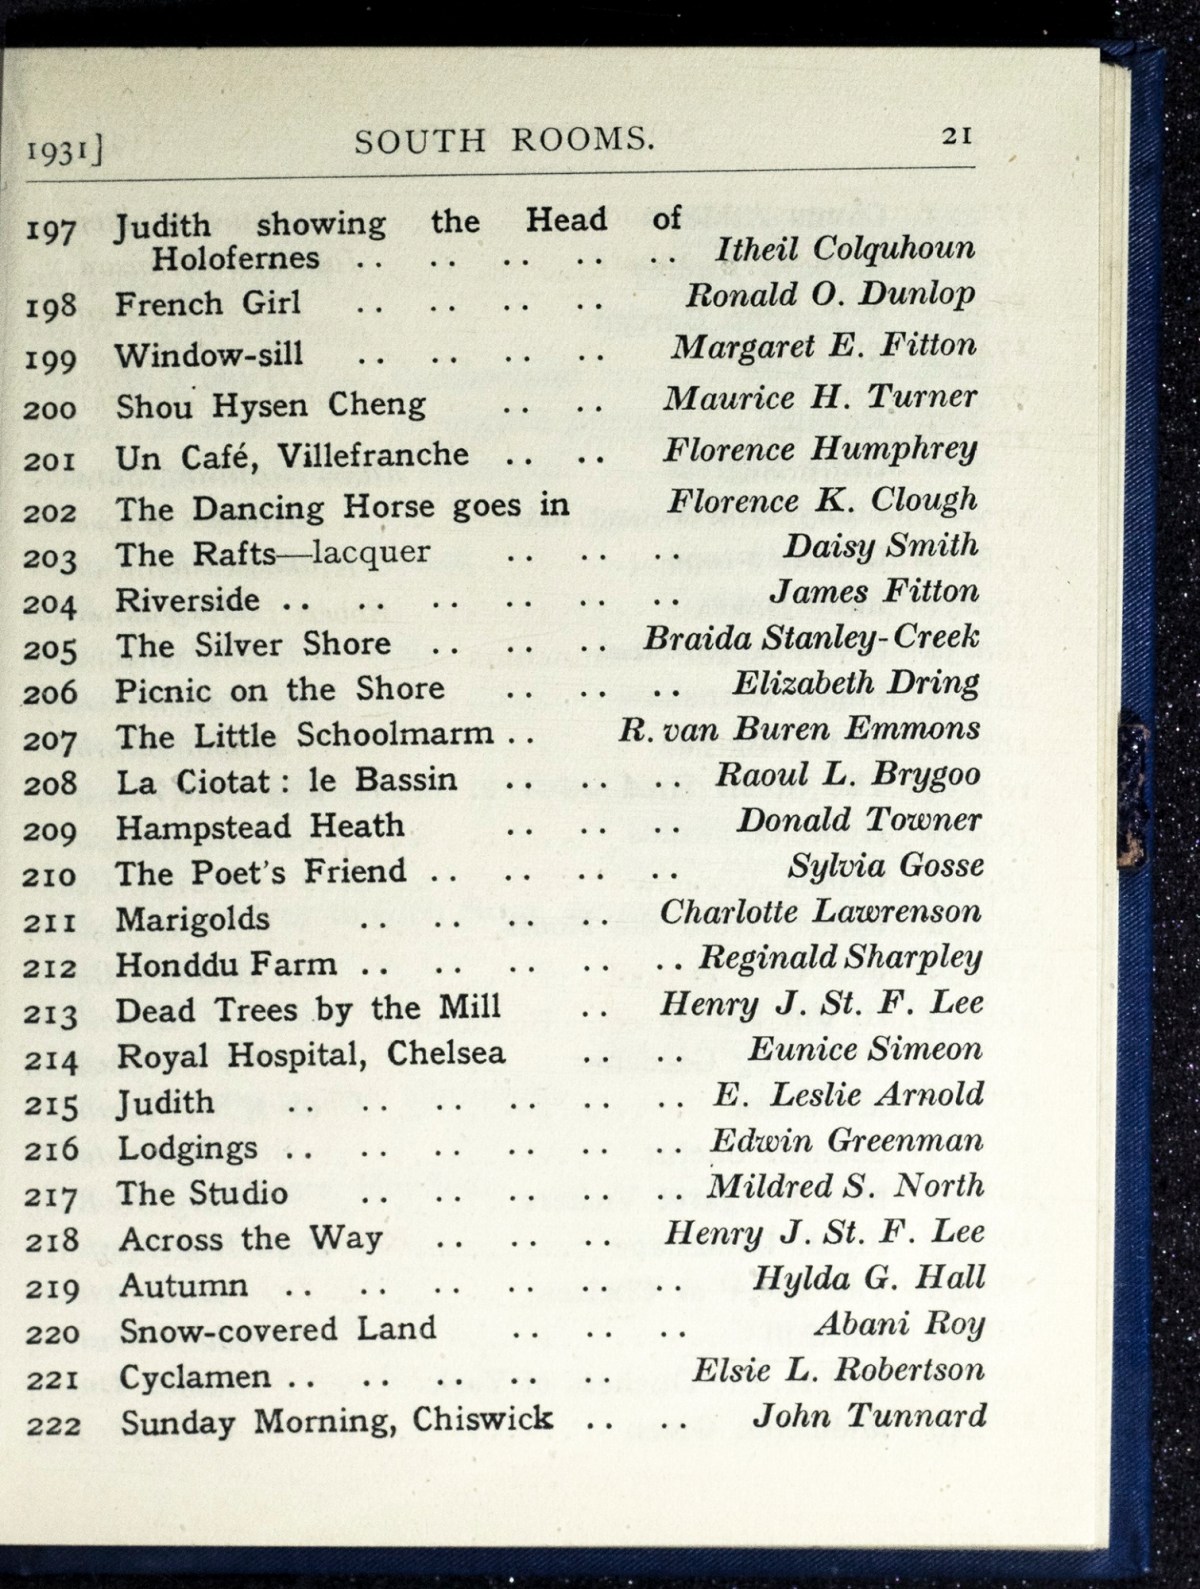 1931] SOUTH ROOMS. 21
197 Judith showing the Head of
Holofernes .. .. .. .. .. Itheil Colquhoun
198 French Girl .. .. .. .. Ronald O. Dunlop
199 Window-sill .. .. .. .. Margaret E. Fitton
200 Shou Hysen Cheng .. .. Maurice H. Turner
201 Un Café, Villefranche .. .. Florence Humphrey
202 The Dancing Horse goes in Florence K. Clough
203 The Rafts—lacquer .. .. .. Daisy Smith
204 Riverside .. .. .. .. .. .. James Fitton
205 The Silver Shore .. .. .. Braida Stanley-Creek
206 Picnic on the Shore .. .. .. Elizabeth Dring
207 The Little Schoolmarm .. R. van Buren Emmons
208 La Ciotat : le Bassin .. .. .. Raoul L. Brygoo
209 Hampstead Heath .. .. .. Donald Towner
210 The Poet's Friend .. .. .. .. Sylvia Gosse
211 Marigolds .. .. .. .. Charlotte Lawrenson
212 Honddu Farm .. .. .. .. .. Reginald Sharpley
213 Dead Trees by the Mill .. Henry J. St. F. Lee
214 Royal Hospital, Chelsea .. .. Eunice Simeon
215 Judith .. .. .. .. .. .. E. Leslie Arnold
216 Lodgings .. .. .. .. .. .. Edwin Greenman
217 The Studio .. .. .. .. .. Mildred S. North
218 Across the Way .. .. .. Henry J. St. F. Lee
219 Autumn .. .. .. .. .. .. Hylda G. Hall
220 Snow-covered Land .. .. .. Abani Roy
221 Cyclamen .. .. .. .. .. Elsie L. Robertson
222 Sunday Morning, Chiswick .. .. John Tunnard